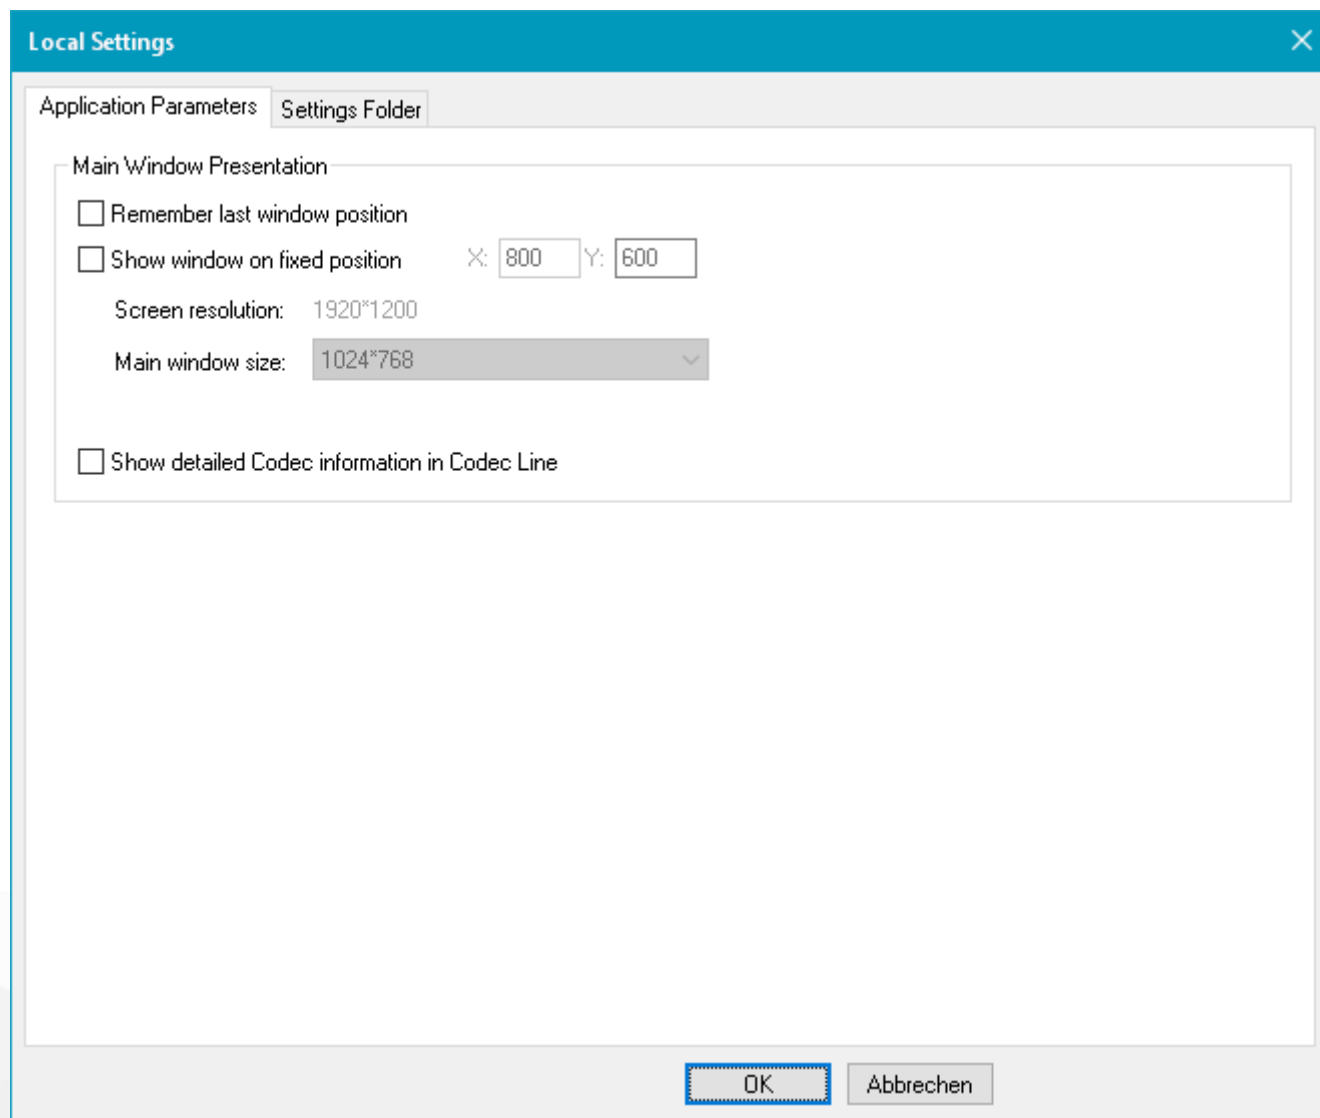 Local Settings
Application Parameters Settings Folder
Main Window Presentation
Remember last window position
Show window on fixed position X: 800 Y: 600
Screen resolution: 1920*1200
Main window size: 1024*768
Show detailed Codec information in Codec Line
OK Abbrechen